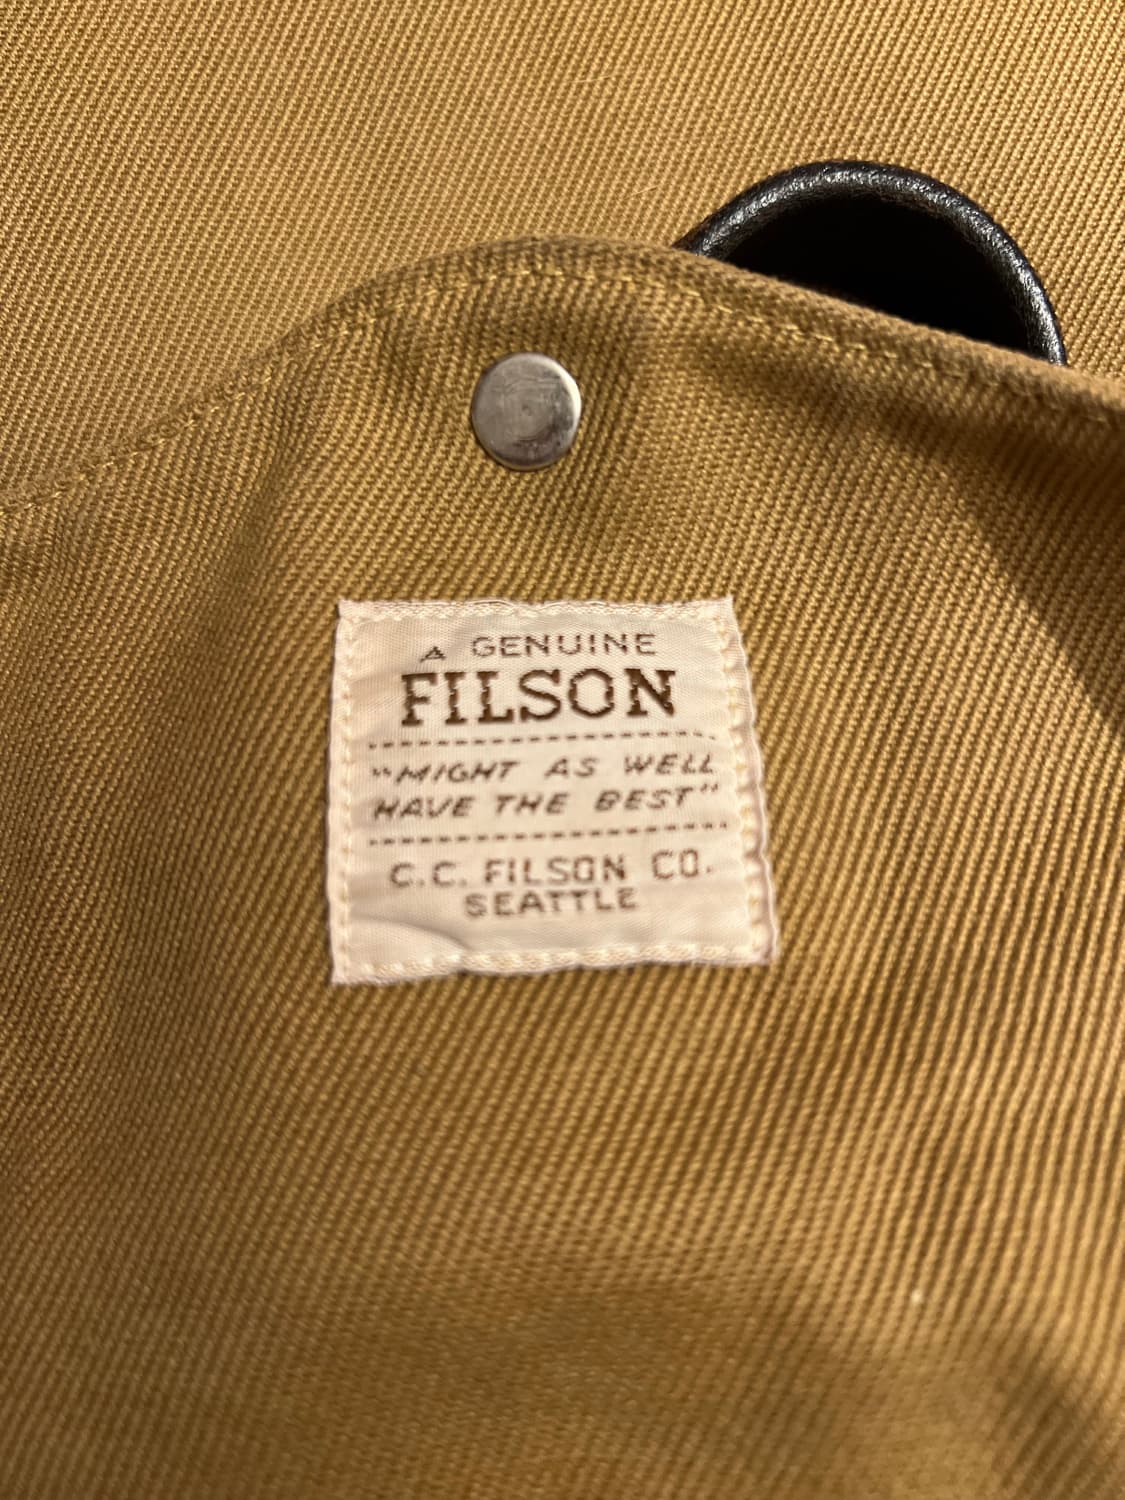 A GENUINE
FILSON
"MIGHT AS WELL
HAVE THE BEST"
C.C. FILSON CO.
SEATTLE